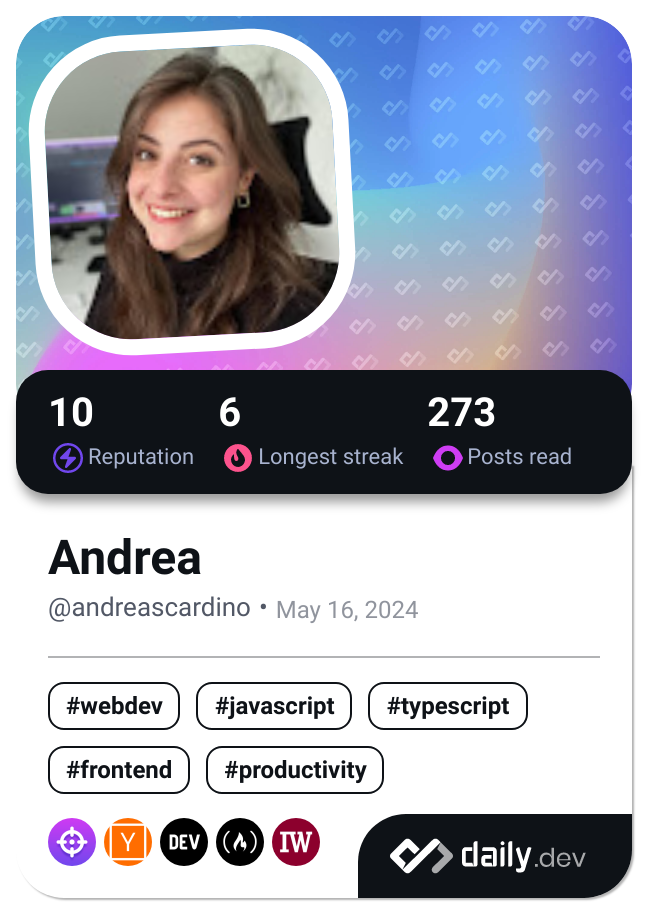 10 6 273
Reputation Longest streak Posts read
Andrea
@andreascardino • May 16, 2024
#webdev #javascript #typescript
#frontend #productivity
Y DEV IW
daily.dev